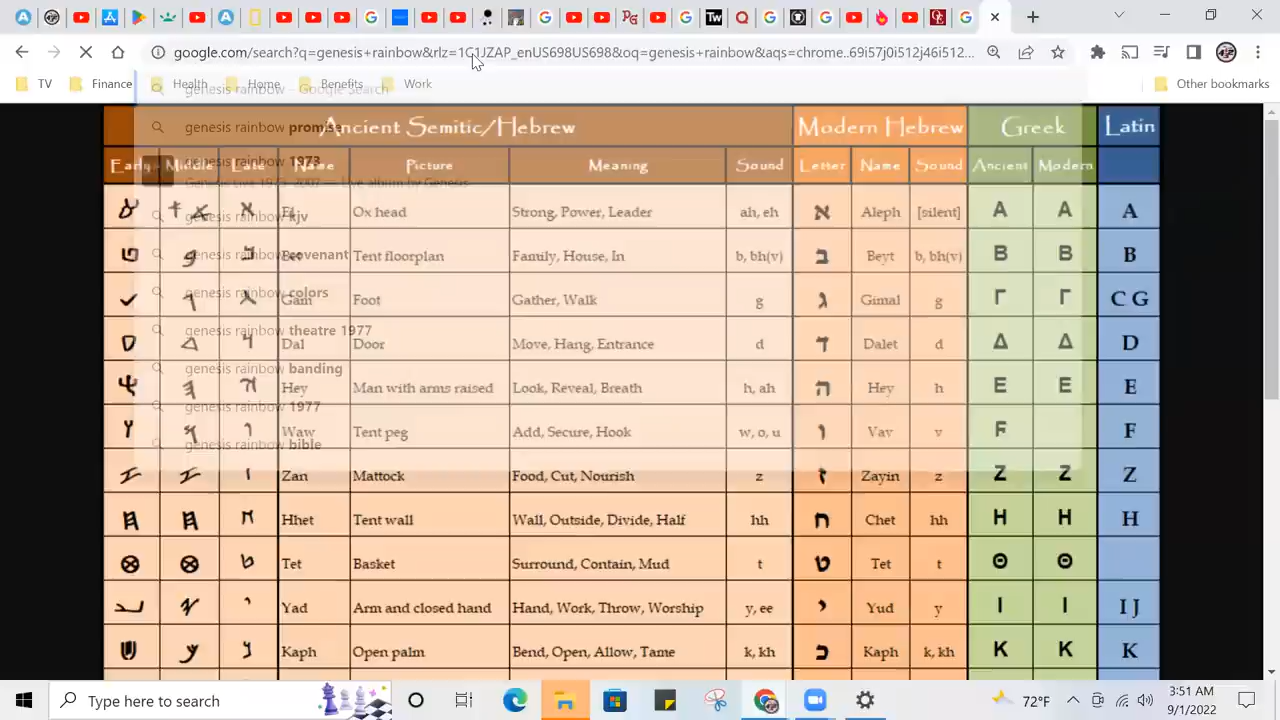 google.com/search?q=genesis+rainbow&rlz=1C1JZAP_enUS698US698&oq=genesis+rainbow&aqs=chrome..69i57j0i512j46i512...
TV Finance Health Home Benefits Work Other bookmarks
genesis rainbow – Google Search
genesis rainbow promise
genesis rainbow 1973
Genesis Live 1973-2007 — Live album by Genesis
genesis rainbow kjv
genesis rainbow covenant
genesis rainbow colors
genesis rainbow theatre 1977
genesis rainbow banding
genesis rainbow 1977
genesis rainbow bible
Ancient Semitic/Hebrew Modern Hebrew Greek Latin
Early Middle Late Name Picture Meaning Sound Letter Name Sound Ancient Modern
Ox head Strong, Power, Leader ah, eh א Aleph [silent] Α Α A
Bet Tent floorplan Family, House, In b, bh(v) ב Beyt b, bh(v) Β Β B
Gam Foot Gather, Walk g ג Gimal g Γ Γ C G
Dal Door Move, Hang, Entrance d ד Dalet d Δ Δ D
Hey Man with arms raised Look, Reveal, Breath h, ah ה Hey h Ε Ε E
Waw Tent peg Add, Secure, Hook w, o, u ו Vav v F F
Zan Mattock Food, Cut, Nourish z ז Zayin z Ζ Ζ Z
Hhet Tent wall Wall, Outside, Divide, Half hh ח Chet hh Η Η H
Tet Basket Surround, Contain, Mud t ט Tet t Θ Θ
Yad Arm and closed hand Hand, Work, Throw, Worship y, ee י Yud y Ι Ι I J
Kaph Open palm Bend, Open, Allow, Tame k, kh כ Kaph k, kh Κ Κ K
Type here to search 72°F 3:51 AM
9/1/2022